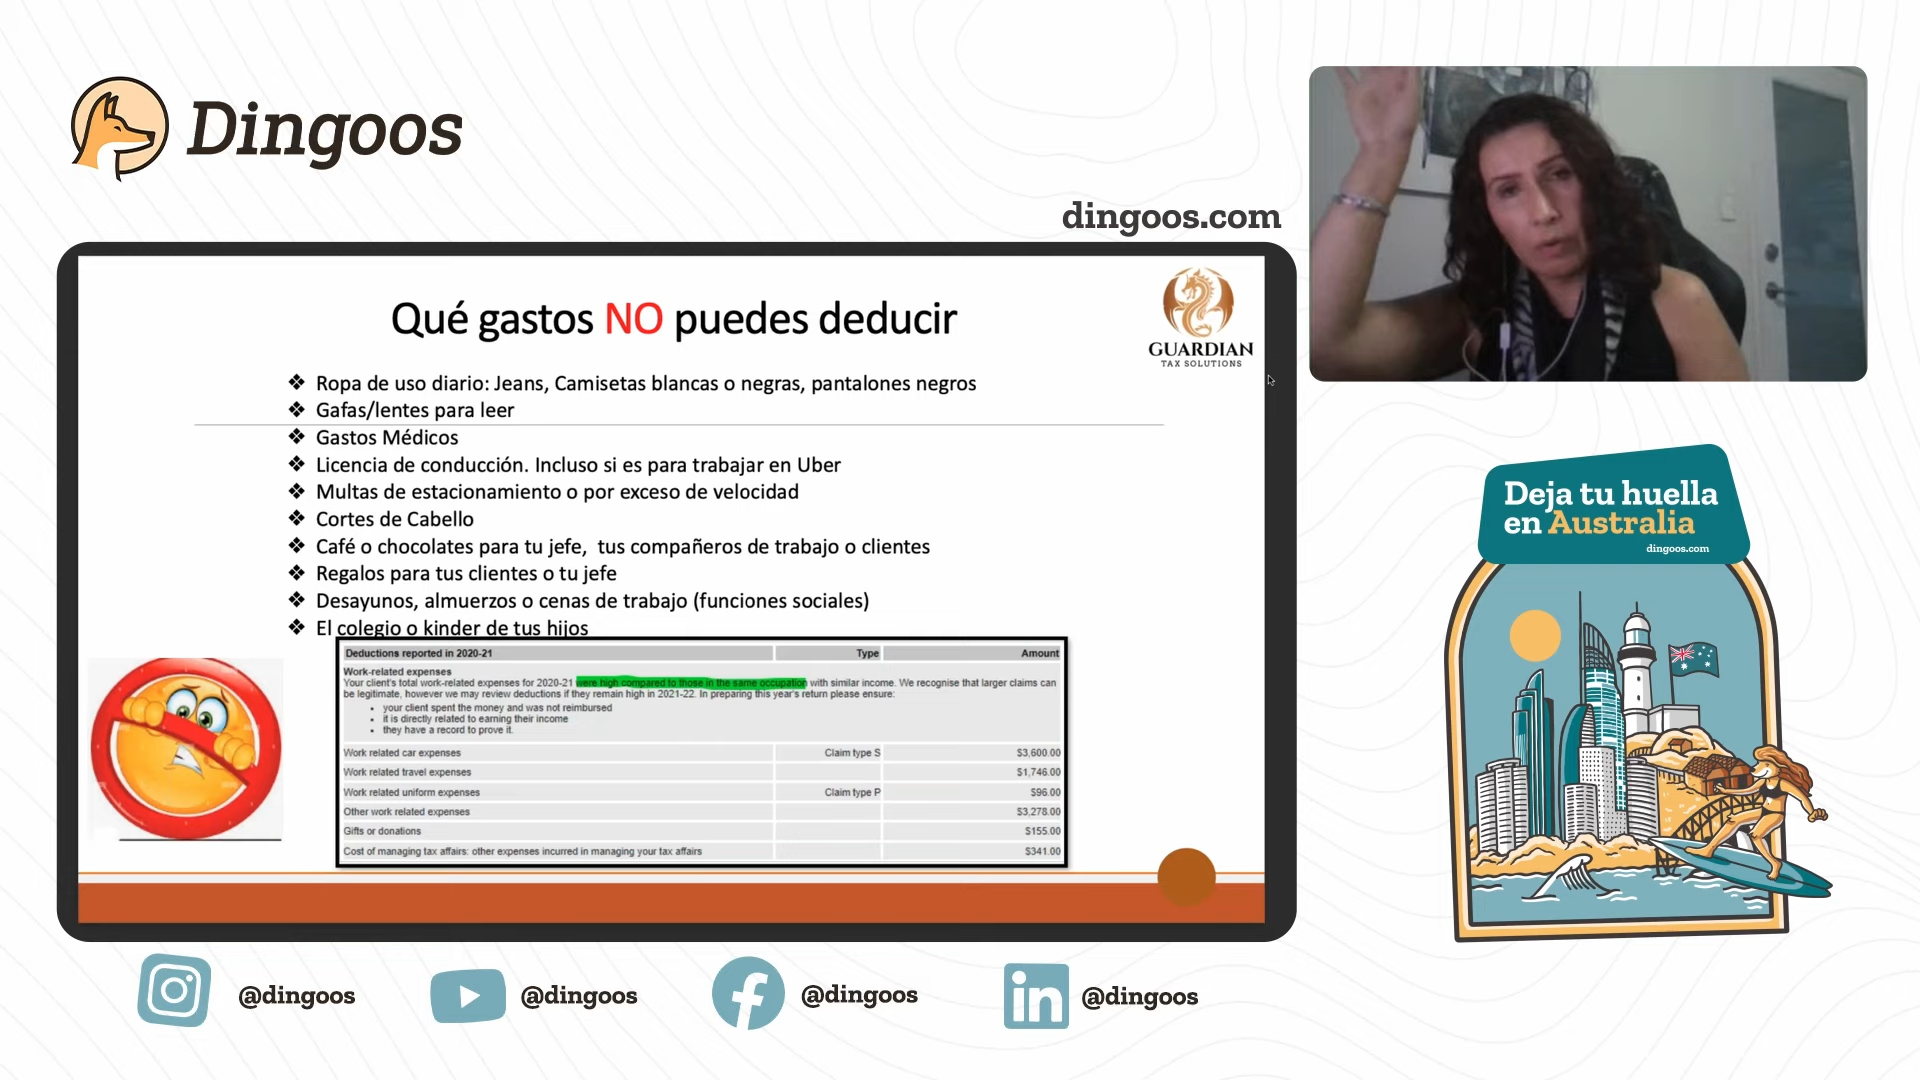 Dingoos
dingoos.com
Qué gastos NO puedes deducir
GUARDIAN
TAX SOLUTIONS
❖ Ropa de uso diario: Jeans, Camisetas blancas o negras, pantalones negros
❖ Gafas/lentes para leer
❖ Gastos Médicos
❖ Licencia de conducción. Incluso si es para trabajar en Uber
❖ Multas de estacionamiento o por exceso de velocidad
❖ Cortes de Cabello
❖ Café o chocolates para tu jefe,  tus compañeros de trabajo o clientes
❖ Regalos para tus clientes o tu jefe
❖ Desayunos, almuerzos o cenas de trabajo (funciones sociales)
❖ El colegio o kinder de tus hijos
Deductions reported in 2020-21 Type Amount
Work-related expenses
Your client's total work-related expenses for 2020-21 were high compared to those in the same occupation with similar income. We recognise that larger claims can
be legitimate, however we may review deductions if they remain high in 2021-22. In preparing this year's return please ensure:
• your client spent the money and was not reimbursed
• it is directly related to earning their income
• they have a record to prove it.
Work related car expenses Claim type S $3,600.00
Work related travel expenses $1,746.00
Work related uniform expenses Claim type P $96.00
Other work related expenses $3,278.00
Gifts or donations $155.00
Cost of managing tax affairs: other expenses incurred in managing your tax affairs $341.00
Deja tu huella
en Australia
dingoos.com
@dingoos
@dingoos
@dingoos
in @dingoos